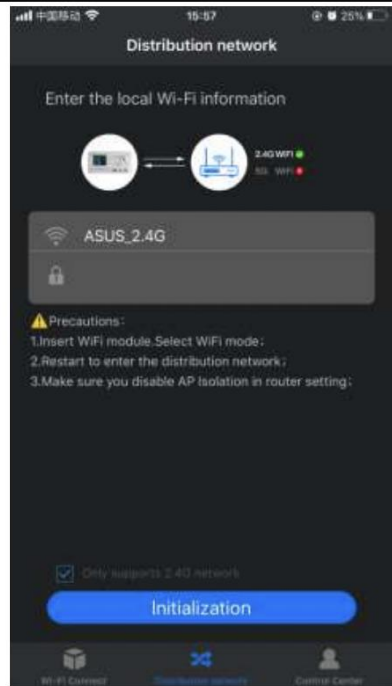 中国移动 15:57 25%
Distribution network
Enter the local Wi-Fi information
2.4G WIFI
5G WIFI
ASUS_2.4G
Precautions:
1.Insert WiFi module.Select WiFi mode;
2.Restart to enter the distribution network;
3.Make sure you disable AP Isolation in router setting;
Only supports 2.4G network
Initialization
Wi-Fi Connect Distribution network Control Center